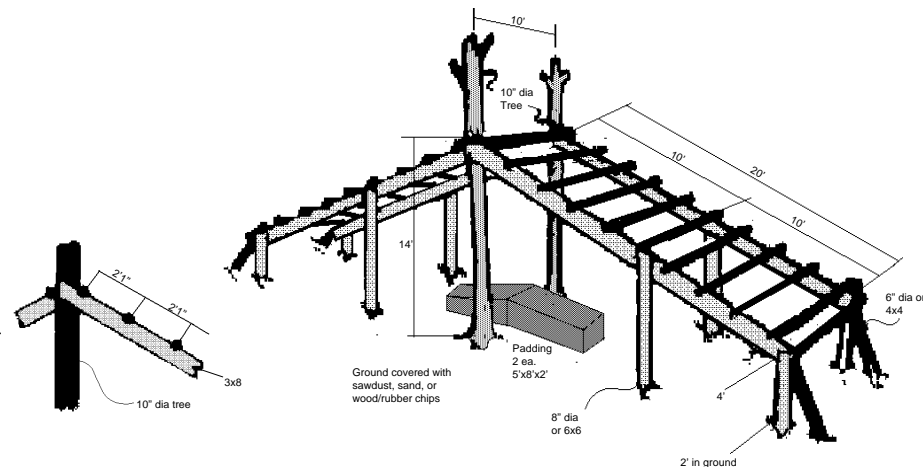 10'
10" dia
Tree
10'
20'
10'
14'
2'1"
2'1"
6" dia or
4x4
3x8
Padding
2 ea.
5'x8'x2'
Ground covered with
sawdust, sand, or
wood/rubber chips
10" dia tree
4'
8" dia
or 6x6
2' in ground